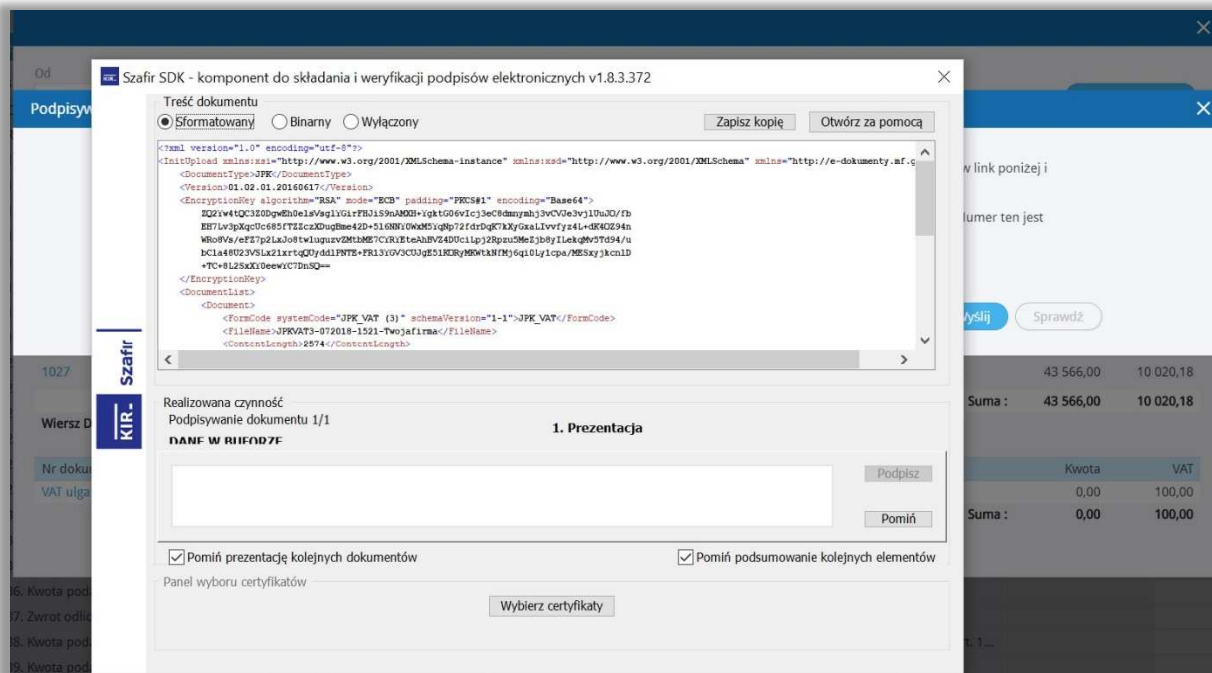 Od
KIR. Szafir SDK - komponent do składania i weryfikacji podpisów elektronicznych v1.8.3.372
Podpisyw
Treść dokumentu
Sformatowany Binarny Wyłączony Zapisz kopię Otwórz za pomocą
<?xml version="1.0" encoding="utf-8"?>
<InitUpload xmlns:xsi="http://www.w3.org/2001/XMLSchema-instance" xmlns:xsd="http://www.w3.org/2001/XMLSchema" xmlns="http://e-dokumenty.mf.g
<DocumentType>JPK</DocumentType>
<Version>01.02.01.20160617</Version>
<EncryptionKey algorithm="RSA" mode="ECB" padding="PKCS#1" encoding="Base64">
</EncryptionKey>
<DocumentList>
<Document>
<FormCode systemCode="JPK_VAT (3)" schemaVersion="1-1">JPK_VAT</FormCode>
<FileName>JPKVAT3-072018-1521-Twojafirma</FileName>
<ContentLength>2574</ContentLength>
w link poniżej i
Numer ten jest
Wyślij Sprawdź
Szafir
KIR.
1027 43 566,00 10 020,18
Suma : 43 566,00 10 020,18
Wiersz D
Realizowana czynność
Podpisywanie dokumentu 1/1
1. Prezentacja
DANE W BUFORZE
Nr doku Kwota VAT
VAT ulga 0,00 100,00
Suma : 0,00 100,00
Podpisz
Pomiń
Pomiń prezentację kolejnych dokumentów Pomiń podsumowanie kolejnych elementów
Panel wyboru certyfikatów
Wybierz certyfikaty
36. Kwota pod
37. Zwrot odlic
38. Kwota pod t. 1...
39. Kwota pod